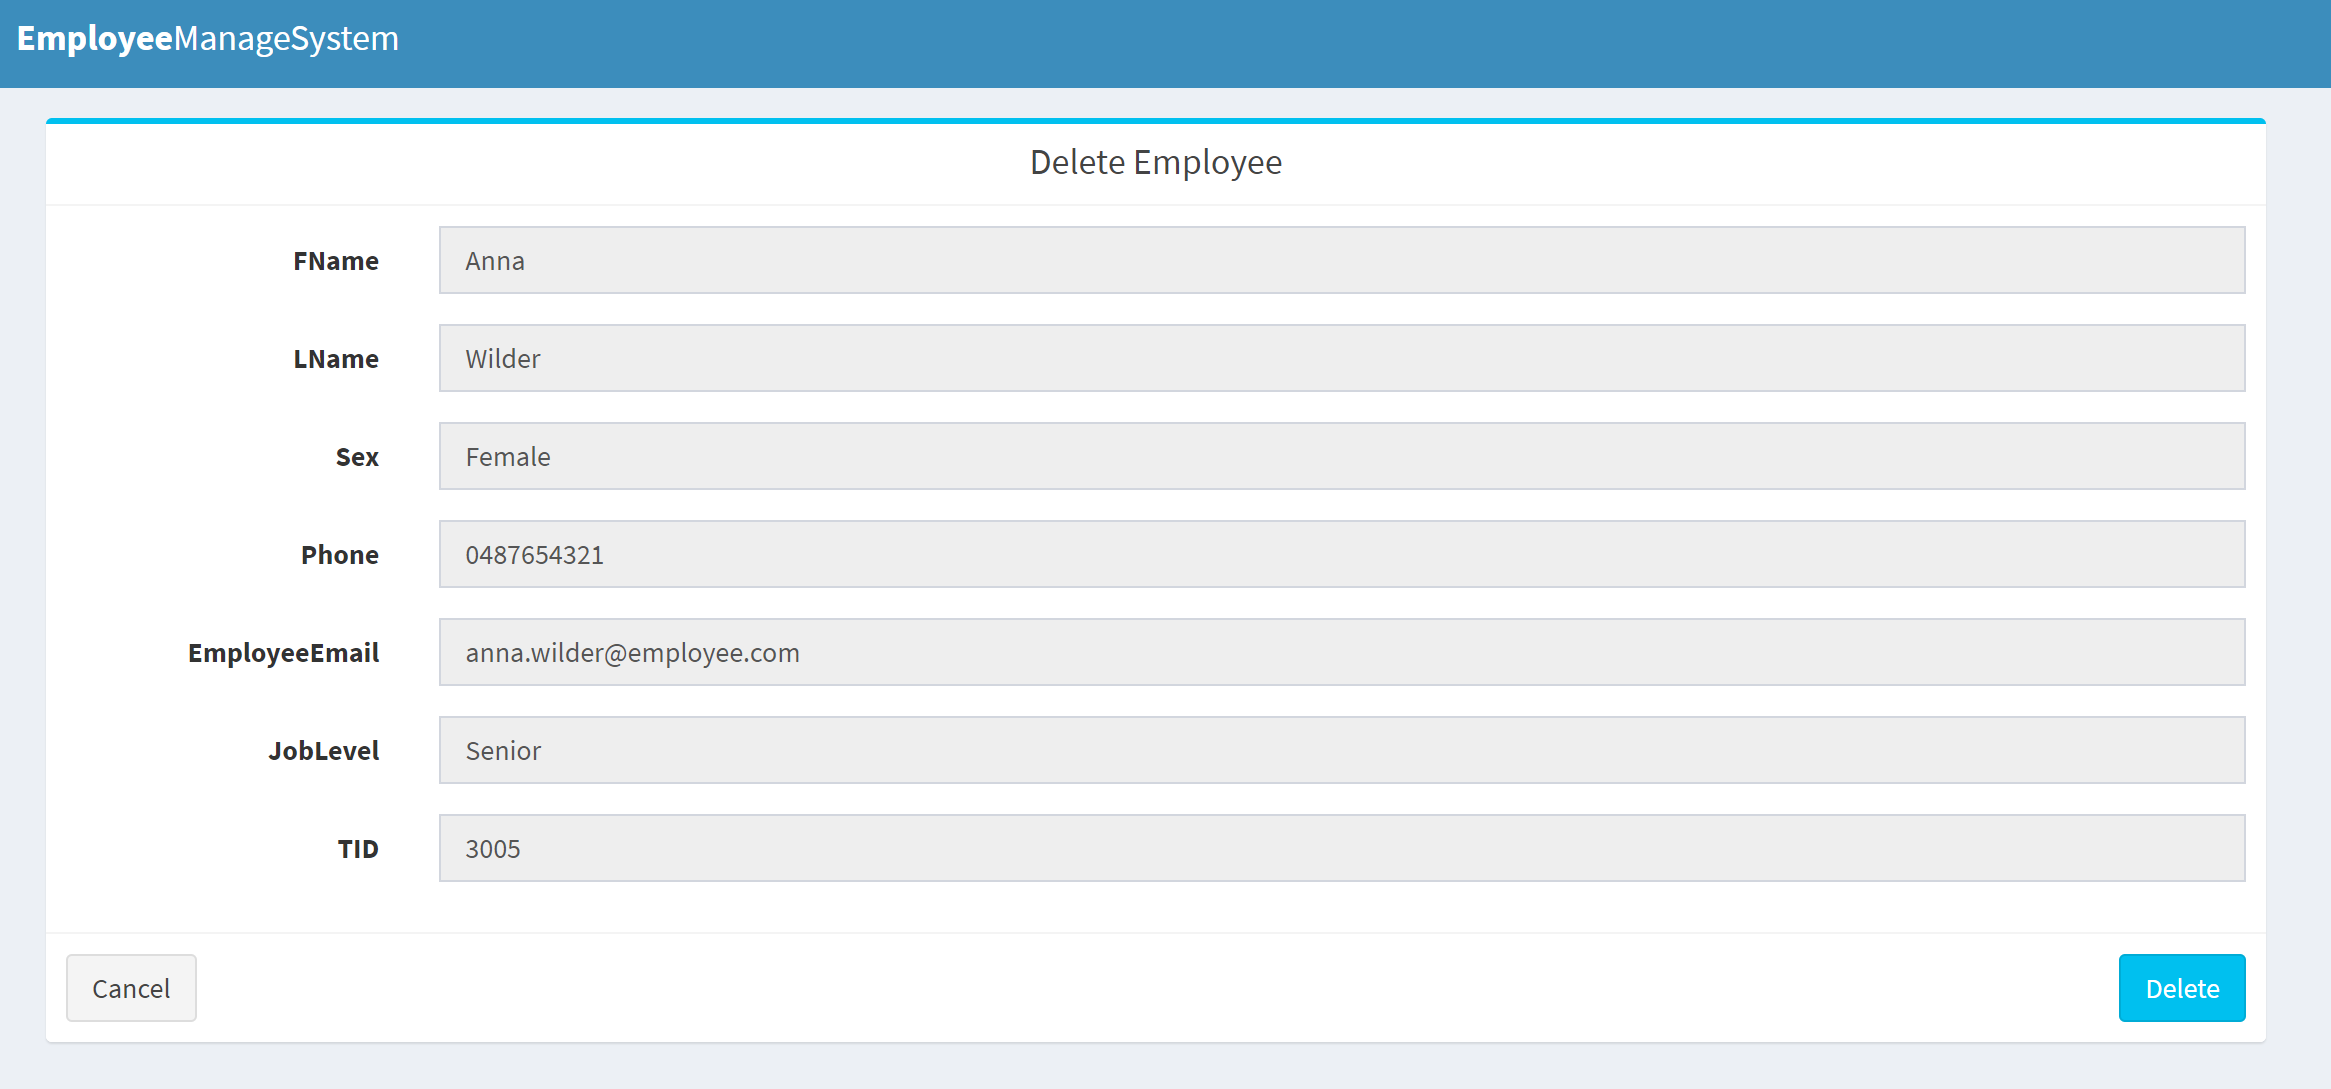 EmployeeManageSystem
Delete Employee
FName Anna
LName Wilder
Sex Female
Phone 0487654321
EmployeeEmail anna.wilder@employee.com
JobLevel Senior
TID 3005
Cancel Delete